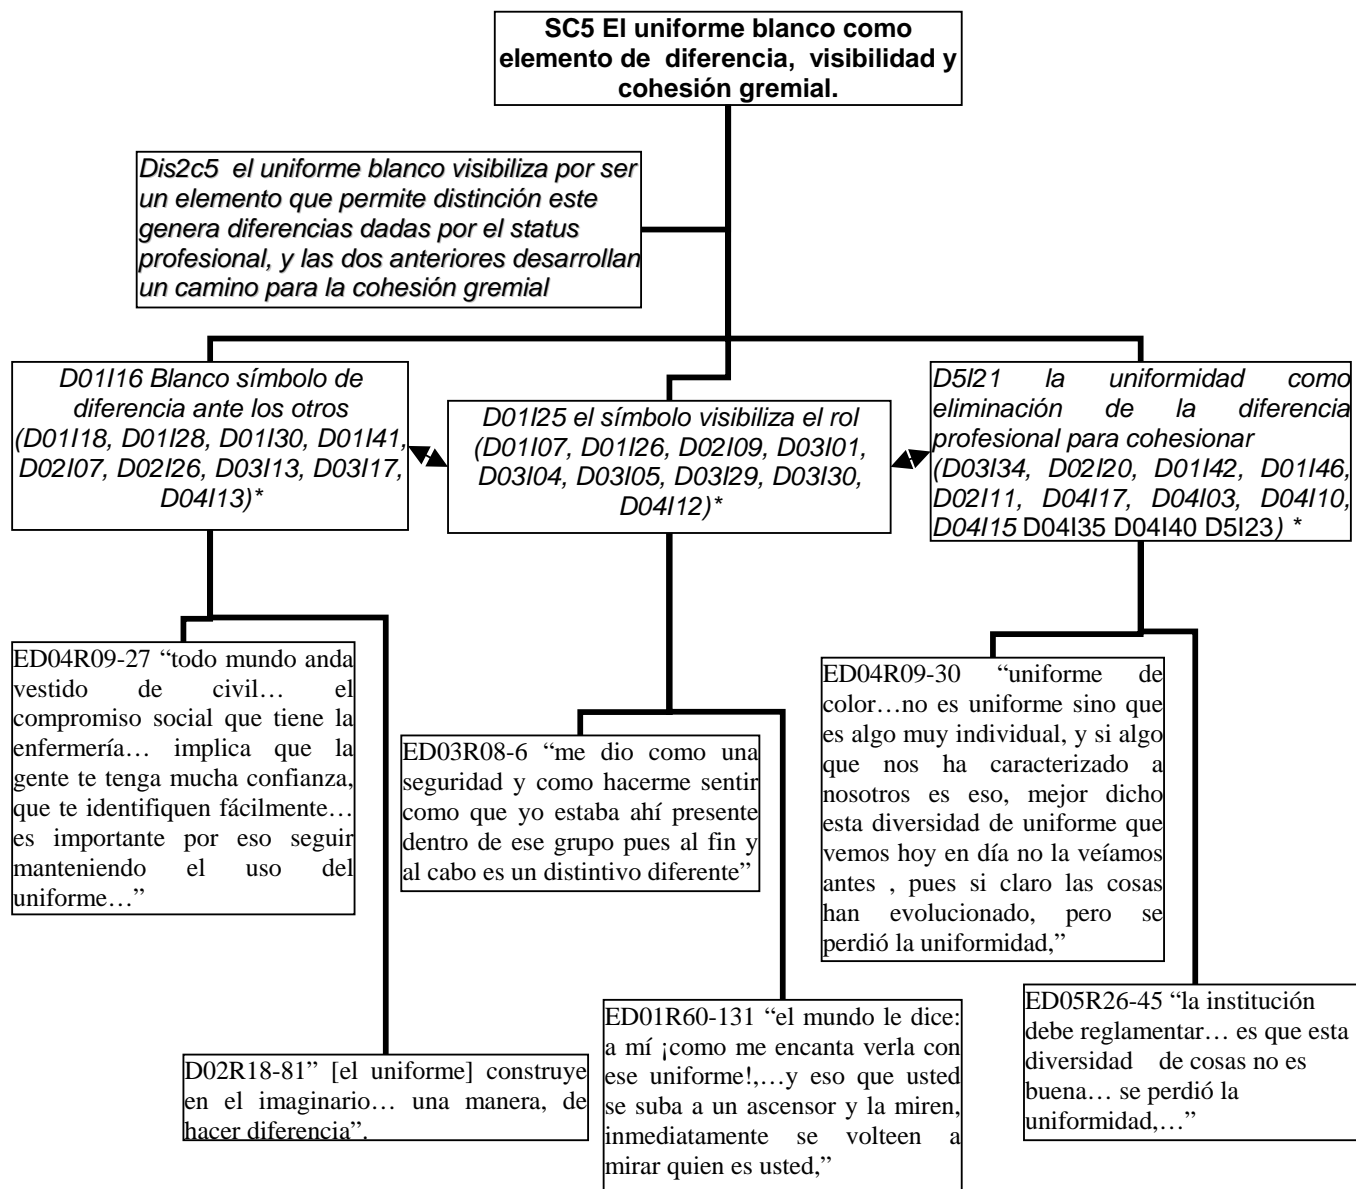 SC5 El uniforme blanco como
elemento de diferencia, visibilidad y
cohesión gremial.
Dis2c5 el uniforme blanco visibiliza por ser
un elemento que permite distinción este
genera diferencias dadas por el status
profesional, y las dos anteriores desarrollan
un camino para la cohesión gremial
D01I16 Blanco símbolo de
diferencia ante los otros
(D01I18, D01I28, D01I30, D01I41,
D02I07, D02I26, D03I13, D03I17,
D04I13)*
D01I25 el símbolo visibiliza el rol
(D01I07, D01I26, D02I09, D03I01,
D03I04, D03I05, D03I29, D03I30,
D04I12)*
D5I21 la uniformidad como
eliminación de la diferencia
profesional para cohesionar
(D03I34, D02I20, D01I42, D01I46,
D02I11, D04I17, D04I03, D04I10,
D04I15 D04I35 D04I40 D5I23) *
ED04R09-27 “todo mundo anda
vestido de civil… el
compromiso social que tiene la
enfermería… implica que la
gente te tenga mucha confianza,
que te identifiquen fácilmente…
es importante por eso seguir
manteniendo el uso del
uniforme…”
D02R18-81” [el uniforme] construye
en el imaginario… una manera, de
hacer diferencia”.
ED03R08-6 “me dio como una
seguridad y como hacerme sentir
como que yo estaba ahí presente
dentro de ese grupo pues al fin y
al cabo es un distintivo diferente”
ED01R60-131 “el mundo le dice:
a mí ¡como me encanta verla con
ese uniforme!,…y eso que usted
se suba a un ascensor y la miren,
inmediatamente se volteen a
mirar quien es usted,”
ED04R09-30 “uniforme de
color…no es uniforme sino que
es algo muy individual, y si algo
que nos ha caracterizado a
nosotros es eso, mejor dicho
esta diversidad de uniforme que
vemos hoy en día no la veíamos
antes , pues si claro las cosas
han evolucionado, pero se
perdió la uniformidad,”
ED05R26-45 “la institución
debe reglamentar… es que esta
diversidad de cosas no es
buena… se perdió la
uniformidad,…”